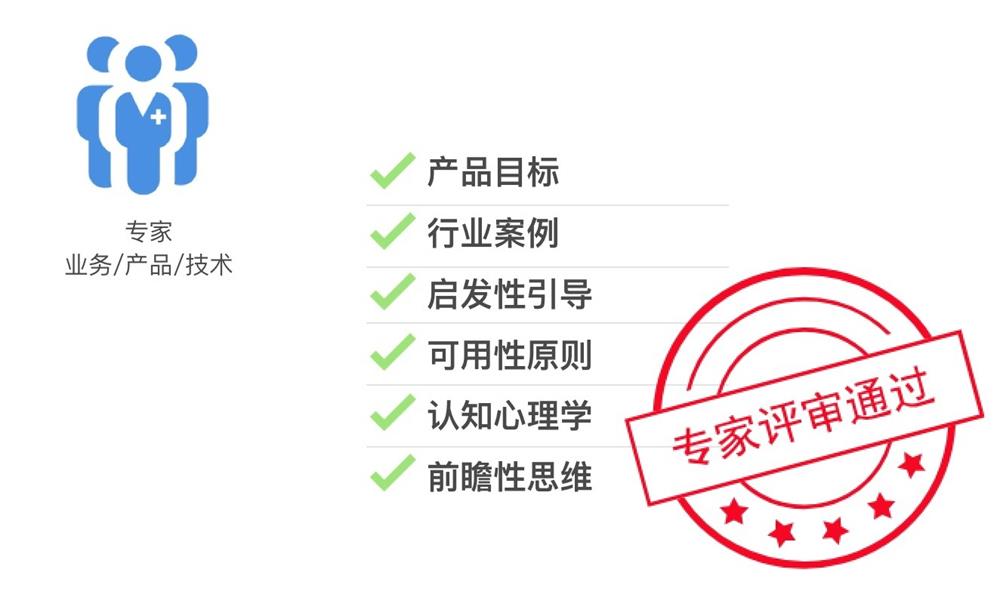 专家
业务/产品/技术
产品目标
行业案例
启发性引导
可用性原则
认知心理学
前瞻性思维
专家评审通过